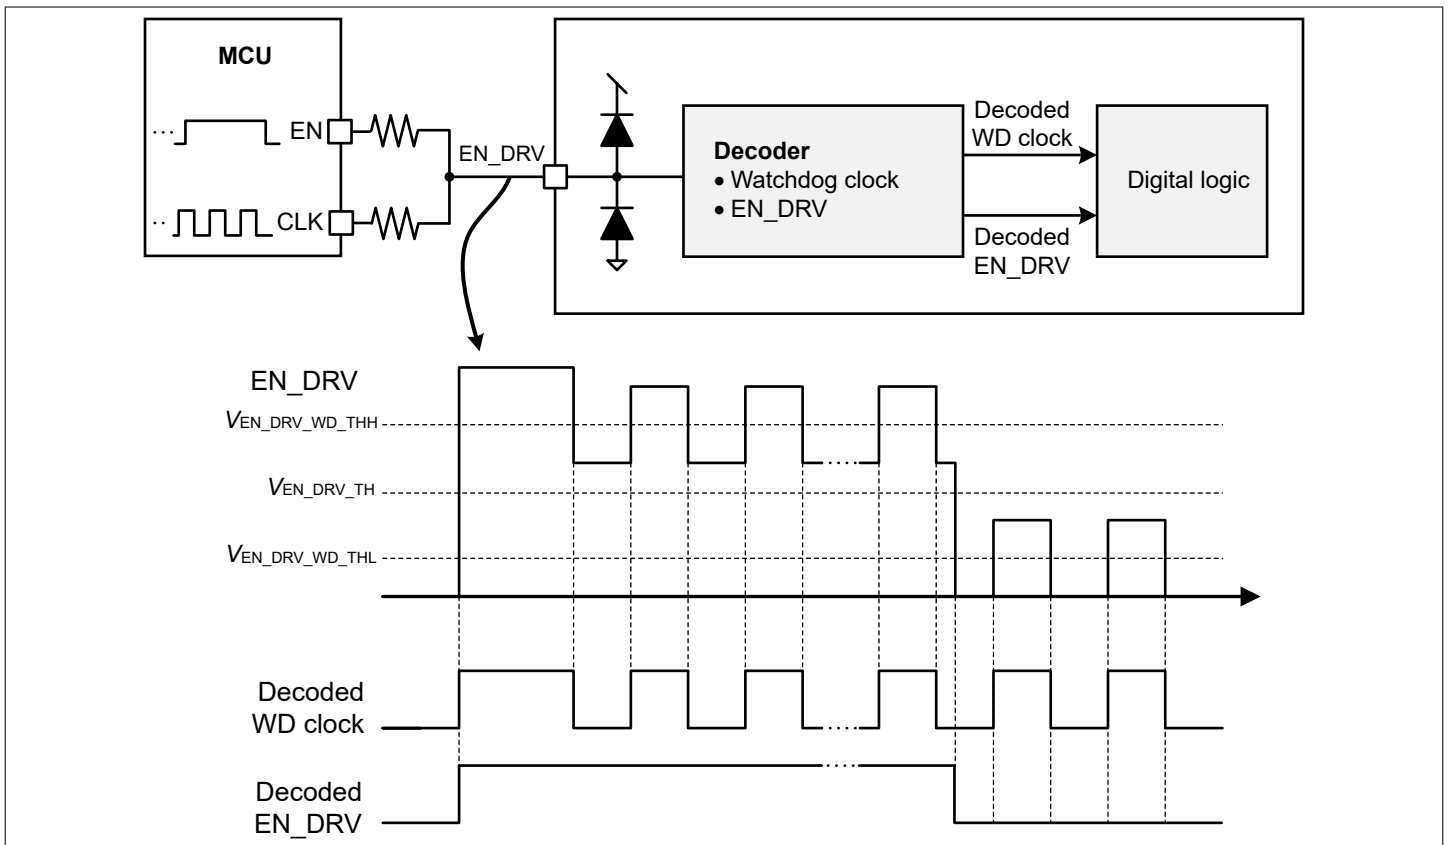 MCU
EN
CLK
EN_DRV
Decoder
• Watchdog clock
• EN_DRV
Decoded
WD clock
Decoded
EN_DRV
Digital logic
EN_DRV
VEN_DRV_WD_THH
VEN_DRV_TH
VEN_DRV_WD_THL
Decoded
WD clock
Decoded
EN_DRV